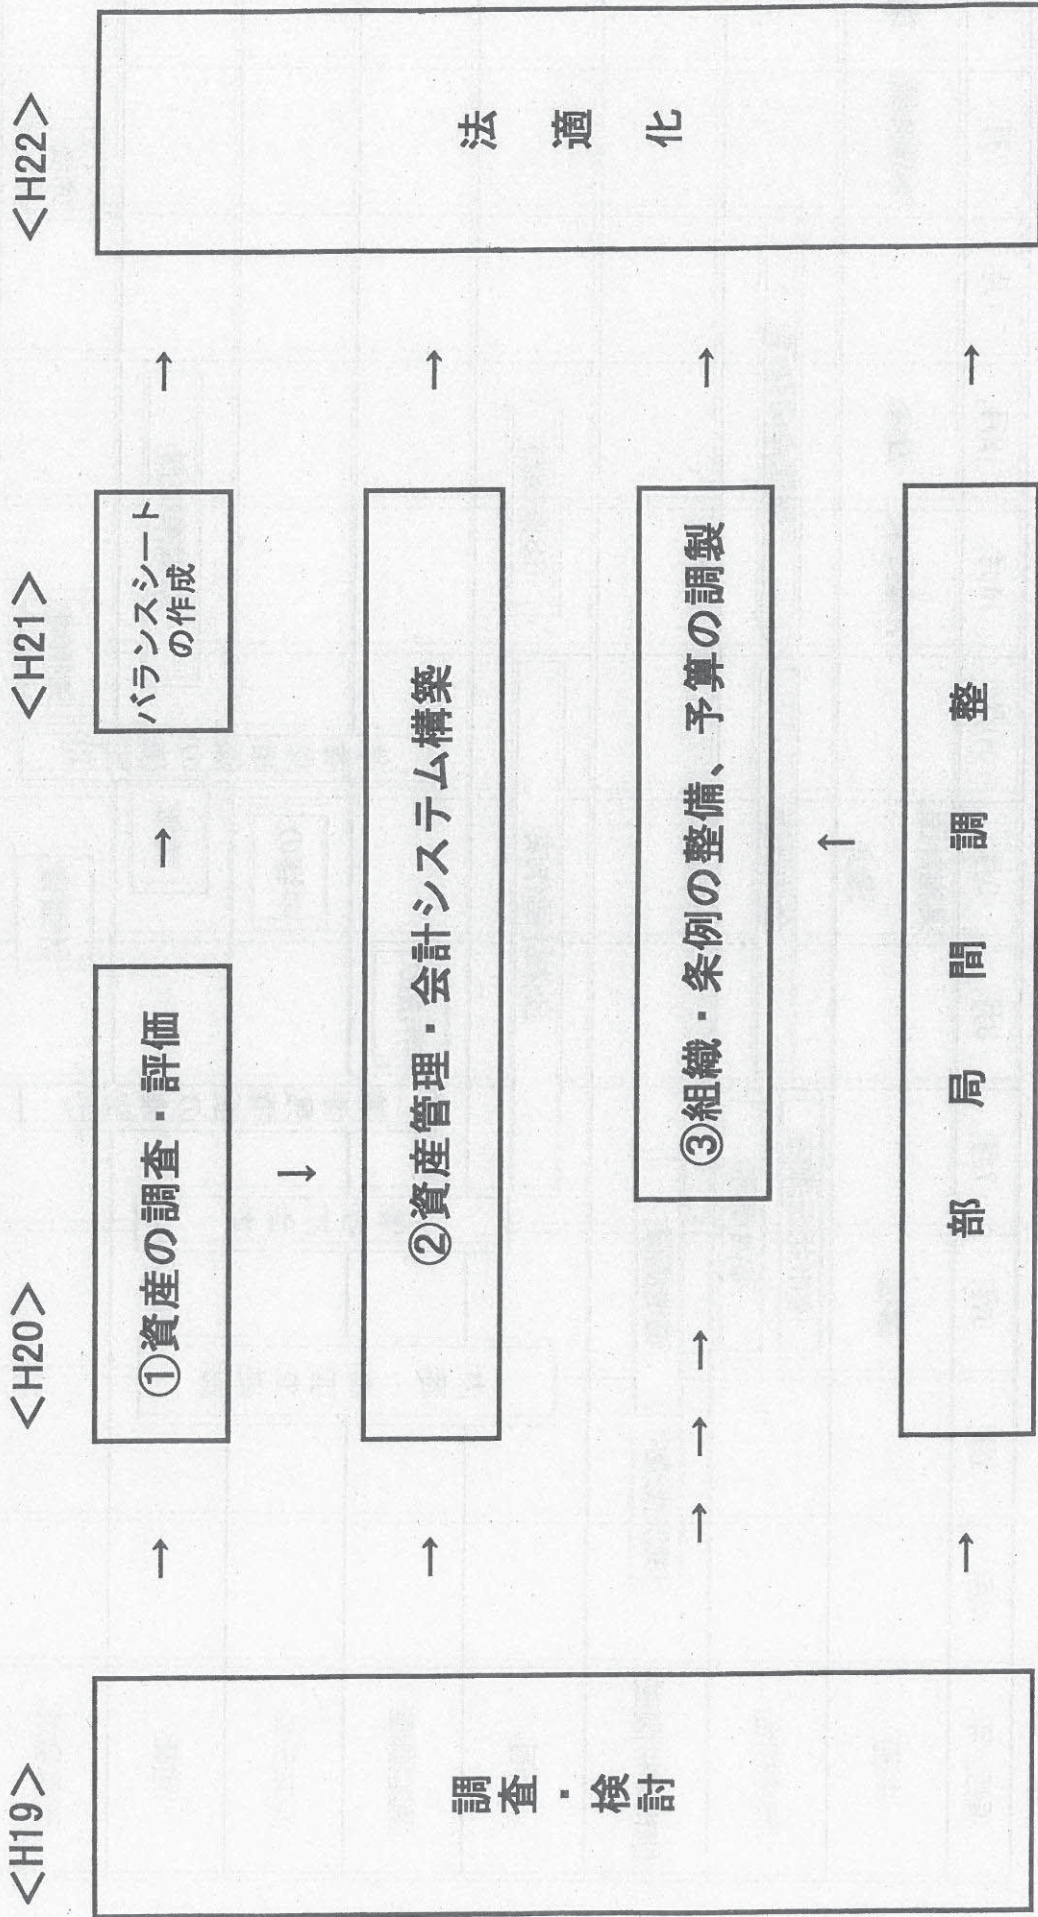 <H19>
<H20>
<H21>
<H22>
調査・検討
→
①資産の調査・評価
→
バランスシート
の作成
→
↓
→
②資産管理・会計システム構築
→
→ → →
③組織・条例の整備、予算の調製
→
↑
→
部局間調整
→
法適化